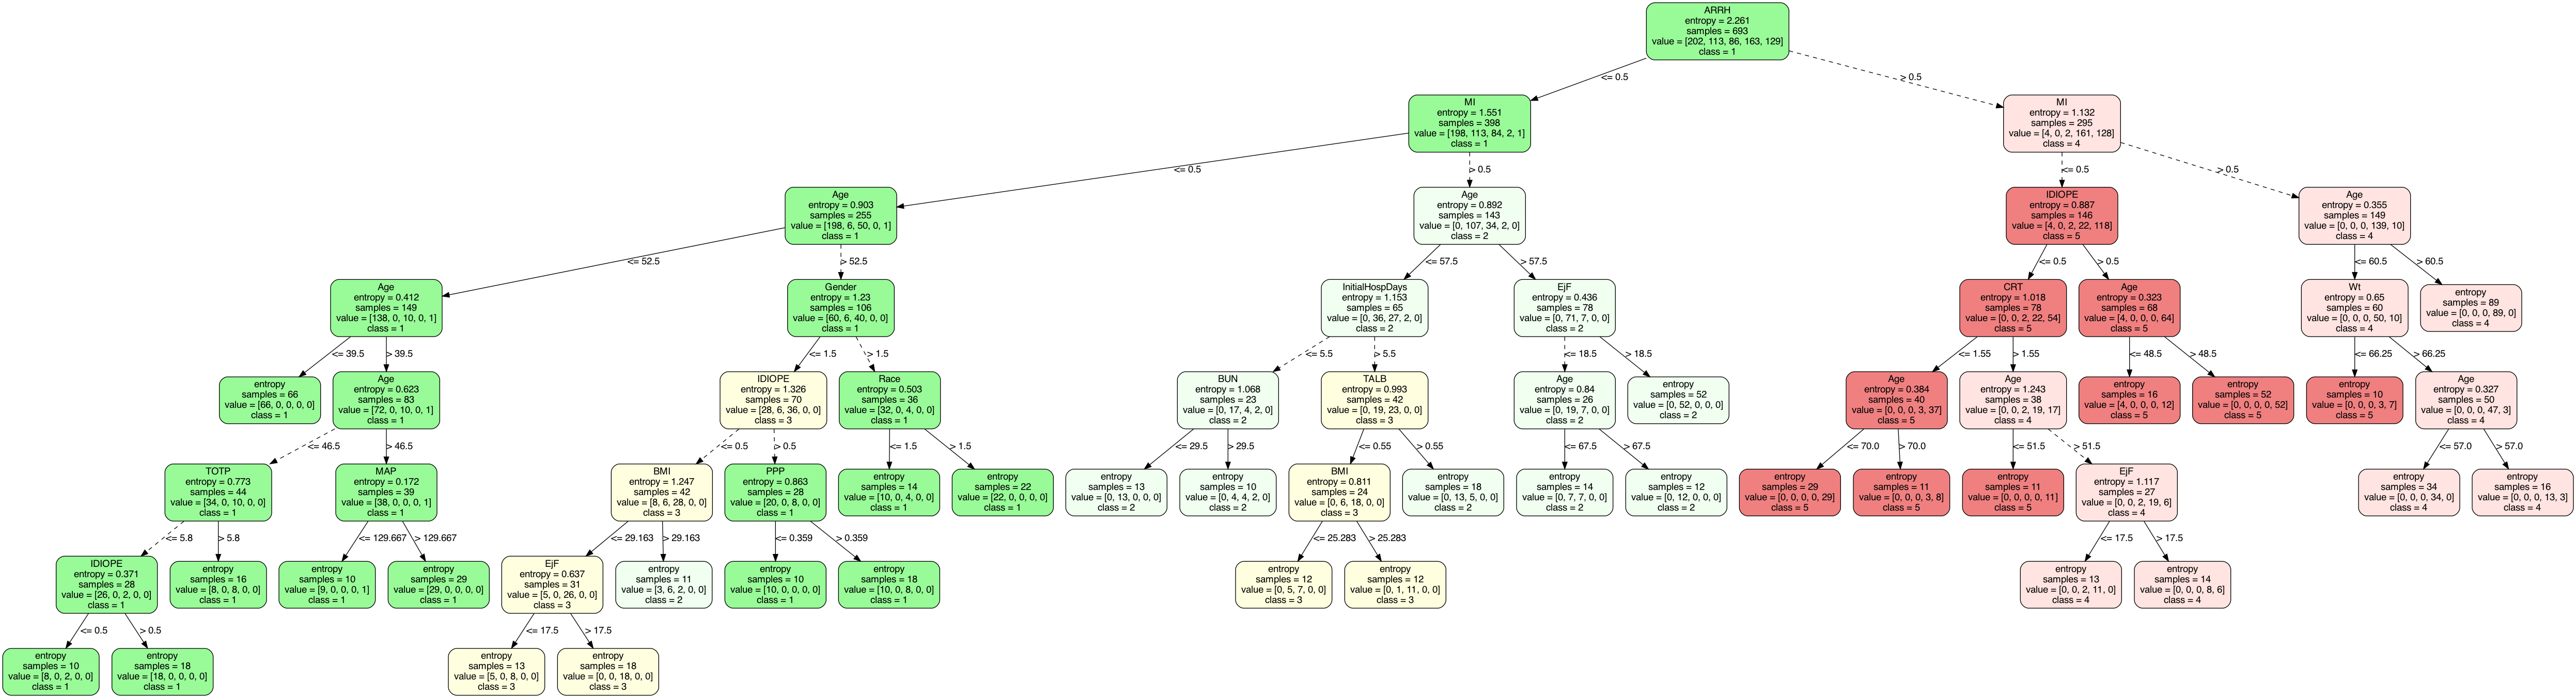 ARRH
entropy = 2.261
samples = 693
value = [202, 113, 86, 163, 129]
class = 1
<= 0.5
> 0.5
MI
entropy = 1.551
samples = 398
value = [198, 113, 84, 2, 1]
class = 1
MI
entropy = 1.132
samples = 295
value = [4, 0, 2, 161, 128]
class = 4
<= 0.5
> 0.5
<= 0.5
> 0.5
Age
entropy = 0.903
samples = 255
value = [198, 6, 50, 0, 1]
class = 1
Age
entropy = 0.892
samples = 143
value = [0, 107, 34, 2, 0]
class = 2
IDIOPE
entropy = 0.887
samples = 146
value = [4, 0, 2, 22, 118]
class = 5
Age
entropy = 0.355
samples = 149
value = [0, 0, 0, 139, 10]
class = 4
<= 52.5
> 52.5
<= 57.5
> 57.5
<= 0.5
> 0.5
<= 60.5
> 60.5
Age
entropy = 0.412
samples = 149
value = [138, 0, 10, 0, 1]
class = 1
Gender
entropy = 1.23
samples = 106
value = [60, 6, 40, 0, 0]
class = 1
InitialHospDays
entropy = 1.153
samples = 65
value = [0, 36, 27, 2, 0]
class = 2
EjF
entropy = 0.436
samples = 78
value = [0, 71, 7, 0, 0]
class = 2
CRT
entropy = 1.018
samples = 78
value = [0, 0, 2, 22, 54]
class = 5
Age
entropy = 0.323
samples = 68
value = [4, 0, 0, 0, 64]
class = 5
Wt
entropy = 0.65
samples = 60
value = [0, 0, 0, 50, 10]
class = 4
entropy
samples = 89
value = [0, 0, 0, 89, 0]
class = 4
<= 39.5
> 39.5
<= 1.5
> 1.5
<= 5.5
> 5.5
<= 18.5
> 18.5
<= 1.55
> 1.55
<= 48.5
> 48.5
<= 66.25
> 66.25
entropy
samples = 66
value = [66, 0, 0, 0, 0]
class = 1
Age
entropy = 0.623
samples = 83
value = [72, 0, 10, 0, 1]
class = 1
IDIOPE
entropy = 1.326
samples = 70
value = [28, 6, 36, 0, 0]
class = 3
Race
entropy = 0.503
samples = 36
value = [32, 0, 4, 0, 0]
class = 1
BUN
entropy = 1.068
samples = 23
value = [0, 17, 4, 2, 0]
class = 2
TALB
entropy = 0.993
samples = 42
value = [0, 19, 23, 0, 0]
class = 3
Age
entropy = 0.84
samples = 26
value = [0, 19, 7, 0, 0]
class = 2
entropy
samples = 52
value = [0, 52, 0, 0, 0]
class = 2
Age
entropy = 0.384
samples = 40
value = [0, 0, 0, 3, 37]
class = 5
Age
entropy = 1.243
samples = 38
value = [0, 0, 2, 19, 17]
class = 4
entropy
samples = 16
value = [4, 0, 0, 0, 12]
class = 5
entropy
samples = 52
value = [0, 0, 0, 0, 52]
class = 5
entropy
samples = 10
value = [0, 0, 0, 3, 7]
class = 5
Age
entropy = 0.327
samples = 50
value = [0, 0, 0, 47, 3]
class = 4
<= 46.5
> 46.5
<= 0.5
> 0.5
<= 1.5
> 1.5
<= 29.5
> 29.5
<= 0.55
> 0.55
<= 67.5
> 67.5
<= 70.0
> 70.0
<= 51.5
> 51.5
<= 57.0
> 57.0
TOTP
entropy = 0.773
samples = 44
value = [34, 0, 10, 0, 0]
class = 1
MAP
entropy = 0.172
samples = 39
value = [38, 0, 0, 0, 1]
class = 1
BMI
entropy = 1.247
samples = 42
value = [8, 6, 28, 0, 0]
class = 3
PPP
entropy = 0.863
samples = 28
value = [20, 0, 8, 0, 0]
class = 1
entropy
samples = 14
value = [10, 0, 4, 0, 0]
class = 1
entropy
samples = 22
value = [22, 0, 0, 0, 0]
class = 1
entropy
samples = 13
value = [0, 13, 0, 0, 0]
class = 2
entropy
samples = 10
value = [0, 4, 4, 2, 0]
class = 2
BMI
entropy = 0.811
samples = 24
value = [0, 6, 18, 0, 0]
class = 3
entropy
samples = 18
value = [0, 13, 5, 0, 0]
class = 2
entropy
samples = 14
value = [0, 7, 7, 0, 0]
class = 2
entropy
samples = 12
value = [0, 12, 0, 0, 0]
class = 2
entropy
samples = 29
value = [0, 0, 0, 0, 29]
class = 5
entropy
samples = 11
value = [0, 0, 0, 3, 8]
class = 5
entropy
samples = 11
value = [0, 0, 0, 0, 11]
class = 5
EjF
entropy = 1.117
samples = 27
value = [0, 0, 2, 19, 6]
class = 4
entropy
samples = 34
value = [0, 0, 0, 34, 0]
class = 4
entropy
samples = 16
value = [0, 0, 0, 13, 3]
class = 4
<= 5.8
> 5.8
<= 129.667
> 129.667
<= 29.163
> 29.163
<= 0.359
> 0.359
<= 25.283
> 25.283
<= 17.5
> 17.5
IDIOPE
entropy = 0.371
samples = 28
value = [26, 0, 2, 0, 0]
class = 1
entropy
samples = 16
value = [8, 0, 8, 0, 0]
class = 1
entropy
samples = 10
value = [9, 0, 0, 0, 1]
class = 1
entropy
samples = 29
value = [29, 0, 0, 0, 0]
class = 1
EjF
entropy = 0.637
samples = 31
value = [5, 0, 26, 0, 0]
class = 3
entropy
samples = 11
value = [3, 6, 2, 0, 0]
class = 2
entropy
samples = 10
value = [10, 0, 0, 0, 0]
class = 1
entropy
samples = 18
value = [10, 0, 8, 0, 0]
class = 1
entropy
samples = 12
value = [0, 5, 7, 0, 0]
class = 3
entropy
samples = 12
value = [0, 1, 11, 0, 0]
class = 3
entropy
samples = 13
value = [0, 0, 2, 11, 0]
class = 4
entropy
samples = 14
value = [0, 0, 0, 8, 6]
class = 4
<= 0.5
> 0.5
<= 17.5
> 17.5
entropy
samples = 10
value = [8, 0, 2, 0, 0]
class = 1
entropy
samples = 18
value = [18, 0, 0, 0, 0]
class = 1
entropy
samples = 13
value = [5, 0, 8, 0, 0]
class = 3
entropy
samples = 18
value = [0, 0, 18, 0, 0]
class = 3